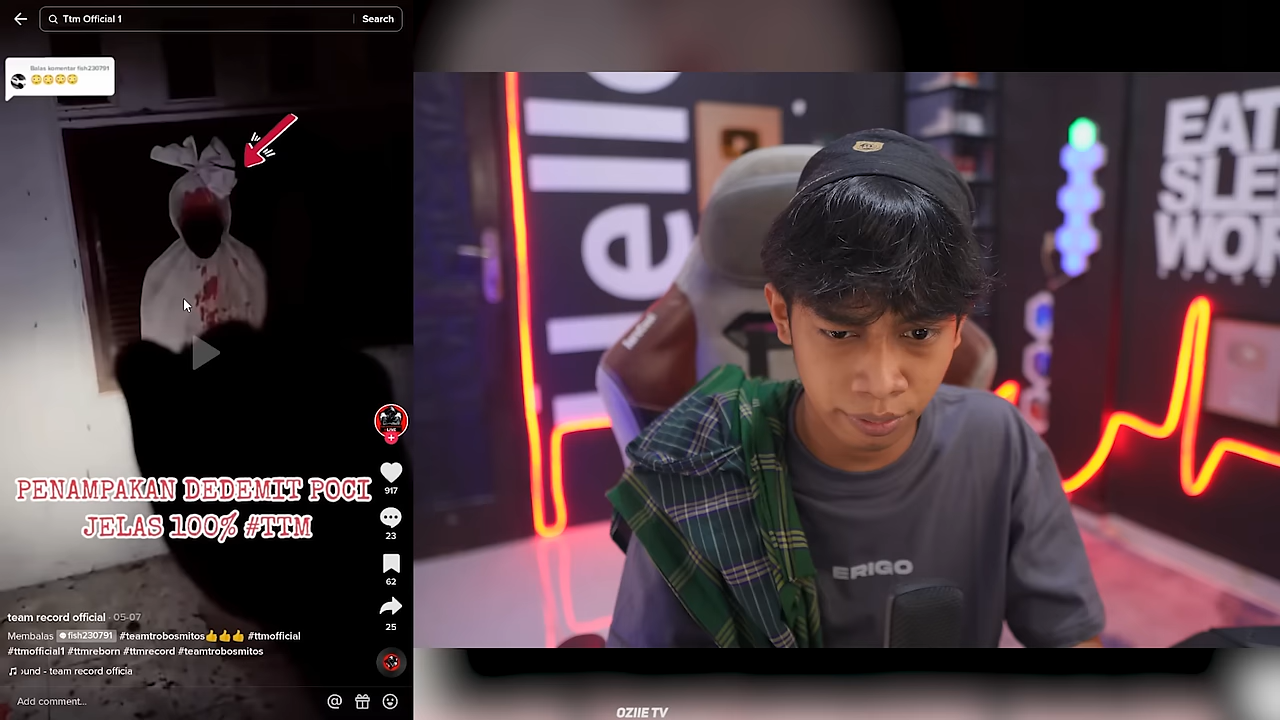 Ttm Official 1
Search
Balas komentar fish230791
PENAMPAKAN DEDEMIT POCI
JELAS 100% #TTM
917
23
62
25
team record official · 05-07
Membalas fish230791 #teamtrobosmitos👍👍👍 #ttmofficial
#ttmofficial1 #ttmreborn #ttmrecord #teamtrobosmitos
ound - team record officia
Add comment...
ERIGO
EAT
SLE
WOR
OZIIE TV